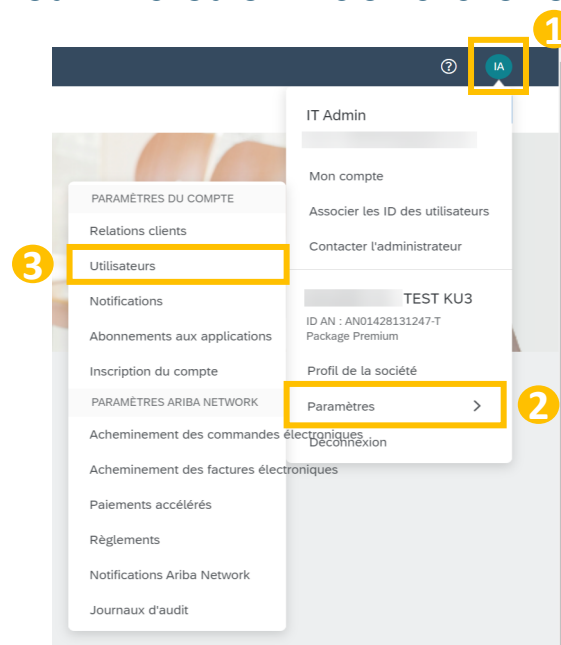 1
IA
IT Admin
Mon compte
Associer les ID des utilisateurs
Contacter l'administrateur
TEST KU3
ID AN : AN01428131247-T
Package Premium
Profil de la société
Paramètres
2
Déconnexion
PARAMÈTRES DU COMPTE
Relations clients
3
Utilisateurs
Notifications
Abonnements aux applications
Inscription du compte
PARAMÈTRES ARIBA NETWORK
Acheminement des commandes électroniques
Acheminement des factures électroniques
Paiements accélérés
Règlements
Notifications Ariba Network
Journaux d'audit